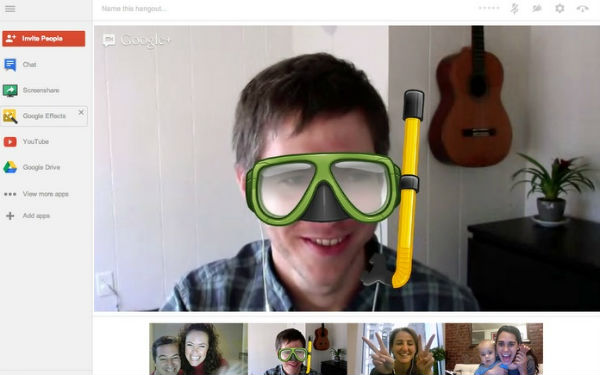 Name this hangout...
Invite People
Chat
Screenshare
Google Effects
YouTube
Google Drive
View more apps
Add apps
Google+